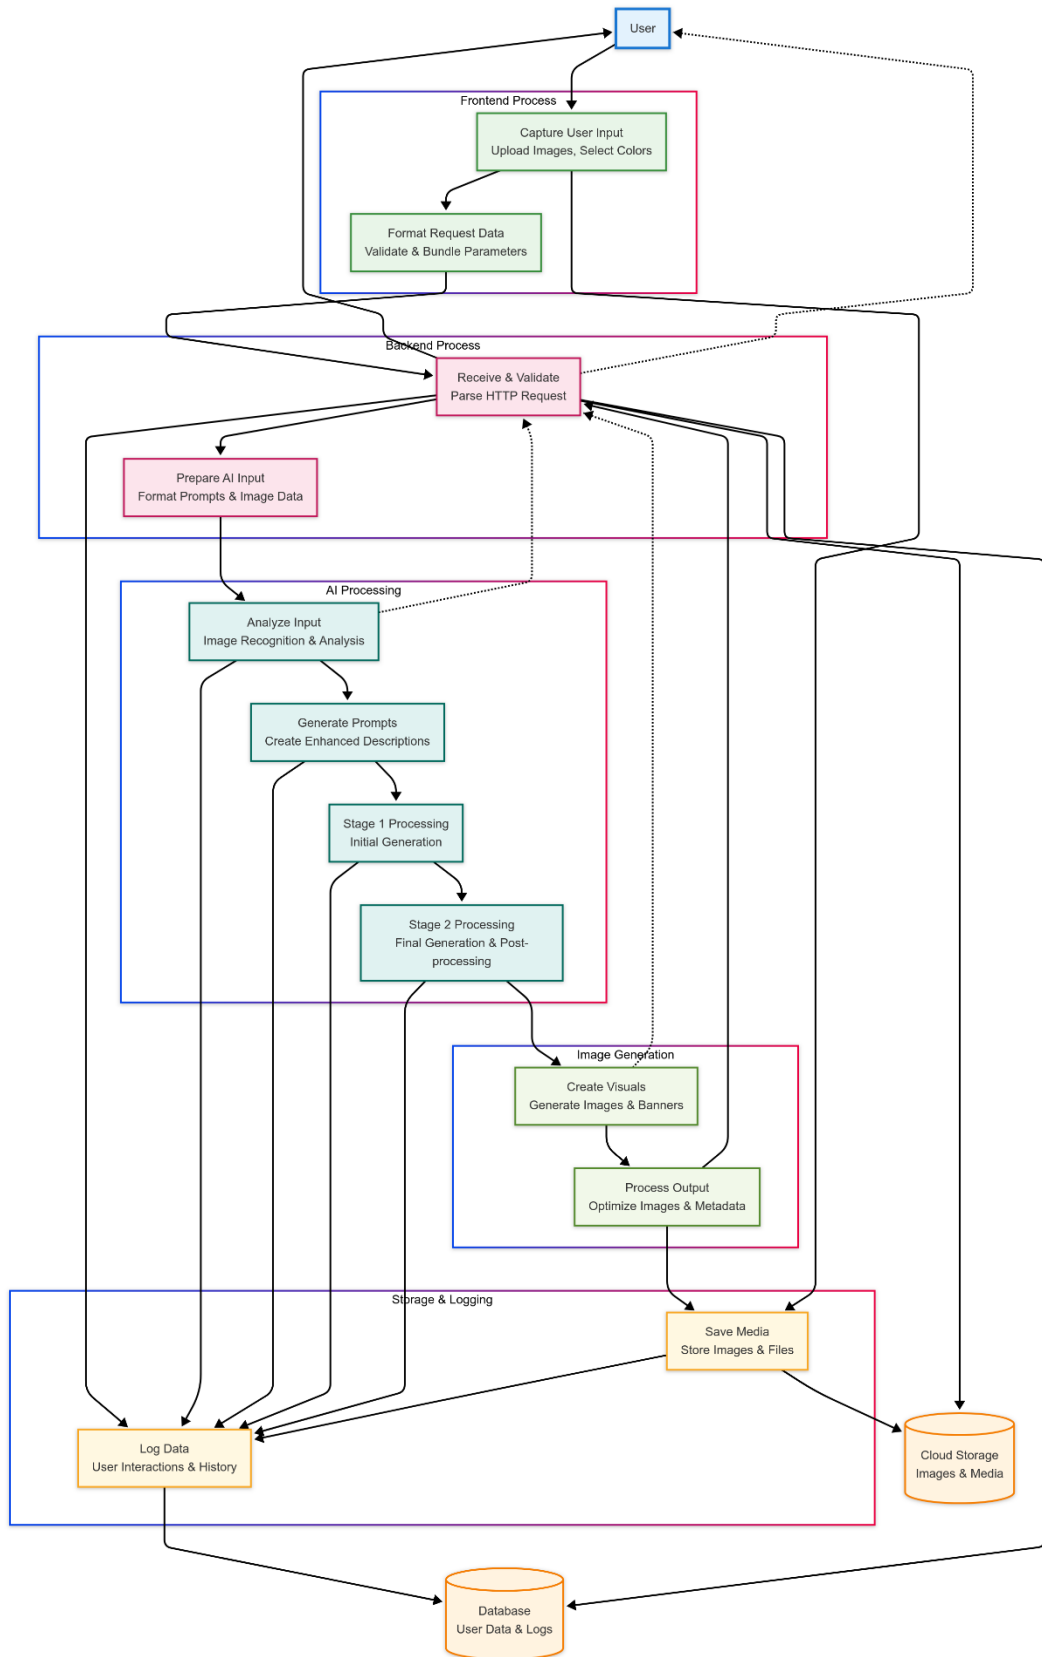 User
Frontend Process
Capture User Input
Upload Images, Select Colors
Format Request Data
Validate & Bundle Parameters
Backend Process
Receive & Validate
Parse HTTP Request
Prepare AI Input
Format Prompts & Image Data
AI Processing
Analyze Input
Image Recognition & Analysis
Generate Prompts
Create Enhanced Descriptions
Stage 1 Processing
Initial Generation
Stage 2 Processing
Final Generation & Post-
processing
Image Generation
Create Visuals
Generate Images & Banners
Process Output
Optimize Images & Metadata
Storage & Logging
Save Media
Store Images & Files
Log Data
User Interactions & History
Cloud Storage
Images & Media
Database
User Data & Logs